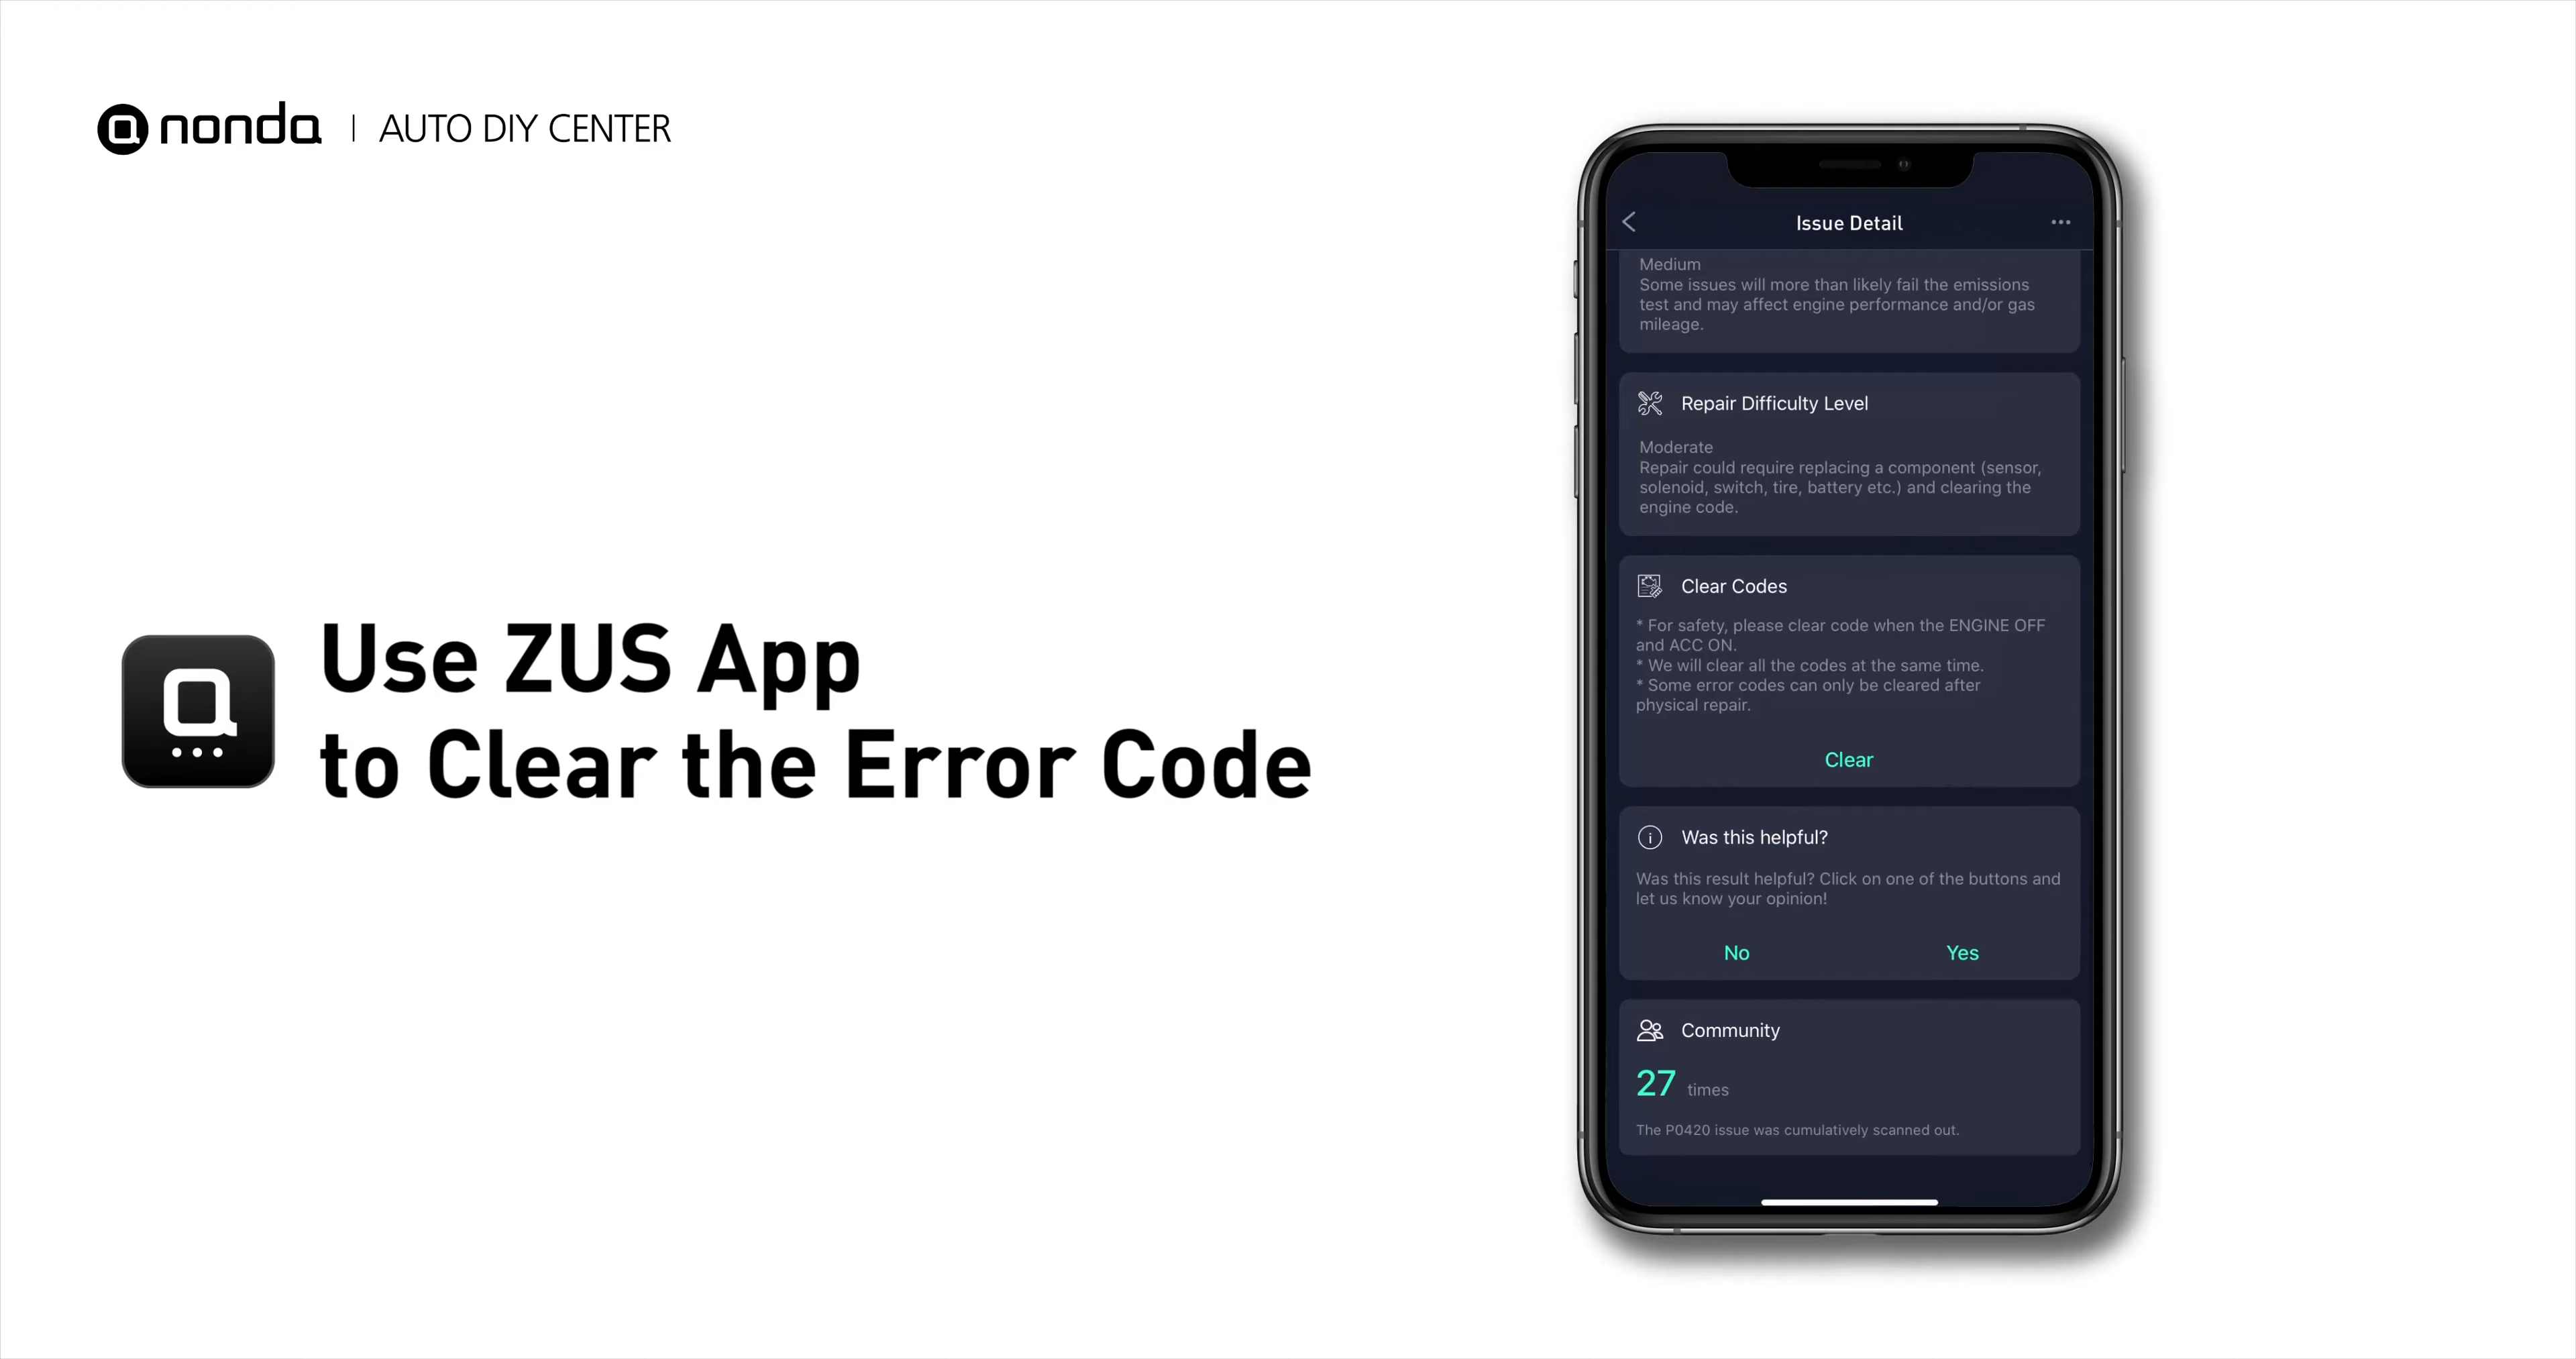 nonda | AUTO DIY CENTER
Use ZUS App
to Clear the Error Code
Issue Detail
Medium
Some issues will more than likely fail the emissions
test and may affect engine performance and/or gas
mileage.
Repair Difficulty Level
Moderate
Repair could require replacing a component (sensor,
solenoid, switch, tire, battery etc.) and clearing the
engine code.
Clear Codes
* For safety, please clear code when the ENGINE OFF
and ACC ON.
* We will clear all the codes at the same time.
* Some error codes can only be cleared after
physical repair.
Clear
Was this helpful?
Was this result helpful? Click on one of the buttons and
let us know your opinion!
No Yes
Community
27 times
The P0420 issue was cumulatively scanned out.